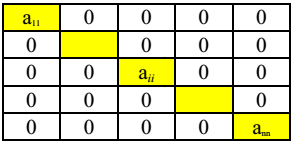 a₁₁ 0 0 0 0
0 0 0 0
0 0 aᵢᵢ 0 0
0 0 0 0
0 0 0 0 aₙₙ